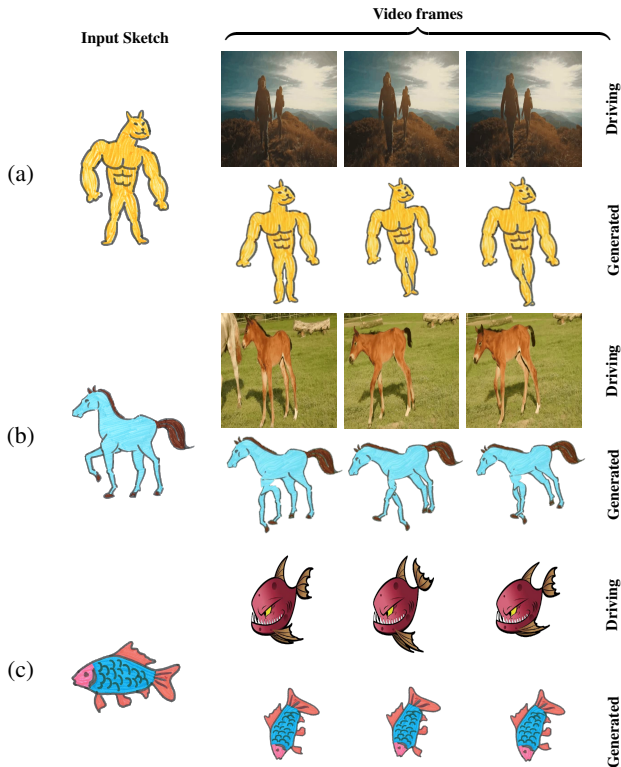 Video frames
Input Sketch
Driving
(a)
Generated
Driving
(b)
Generated
Driving
(c)
Generated